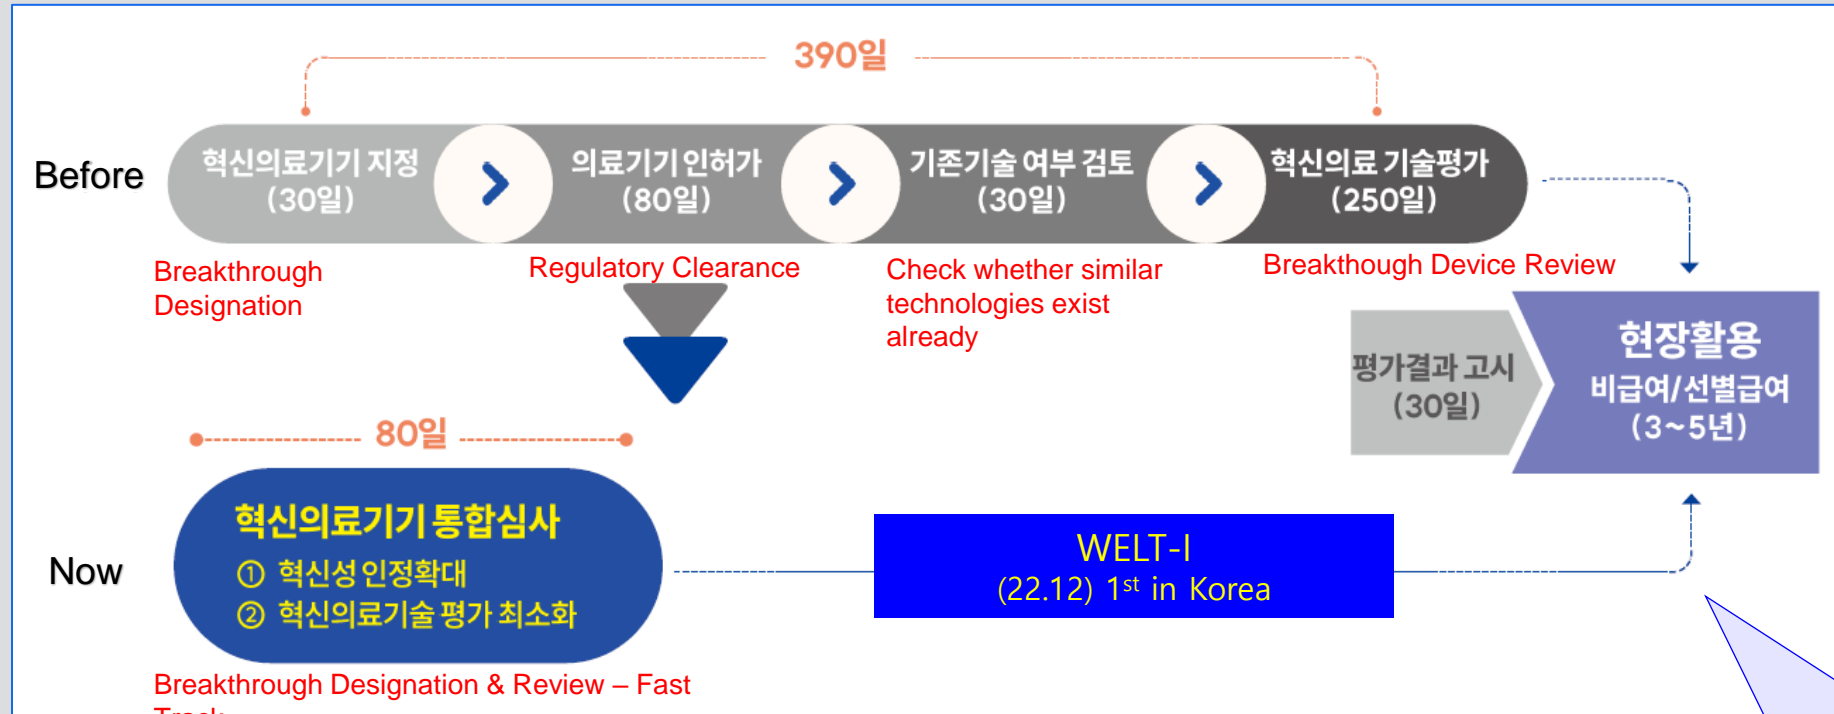 390일
Before
혁신의료기기 지정
(30일)
의료기기 인허가
(80일)
기존기술 여부 검토
(30일)
혁신의료 기술평가
(250일)
Breakthrough
Designation
Regulatory Clearance
Check whether similar
technologies exist
already
Breakthough Device Review
평가결과 고시
(30일)
현장활용
비급여/선별급여
(3~5년)
80일
Now
혁신의료기기 통합심사
① 혁신성 인정확대
② 혁신의료기술 평가 최소화
WELT-I
(22.12) 1st in Korea
Breakthrough Designation & Review – Fast